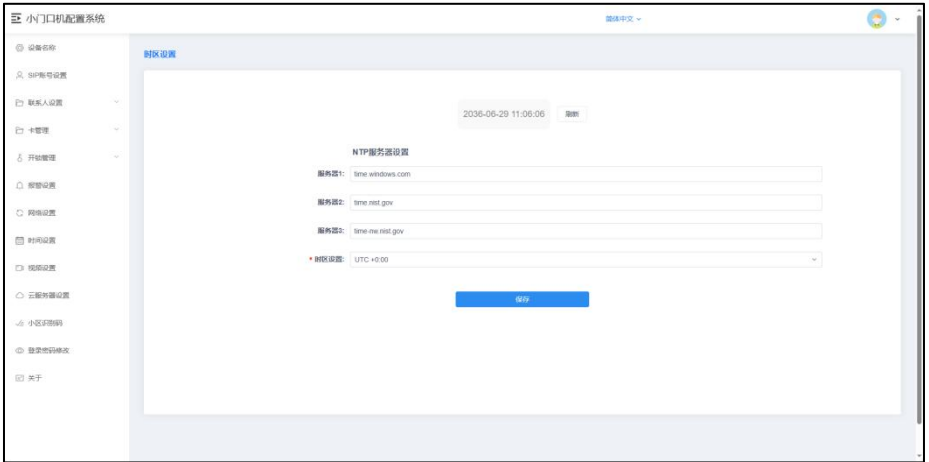 小门口机配置系统
简体中文
设备名称
SIP账号设置
联系人设置
卡管理
开锁管理
报警设置
网络设置
时间设置
视频设置
云服务器设置
小区识别码
登录密码修改
关于
时区设置
2036-06-29 11:06:06 刷新
NTP服务器设置
服务器1: time.windows.com
服务器2: time.nist.gov
服务器3: time-nw.nist.gov
* 时区设置: UTC +0:00
保存